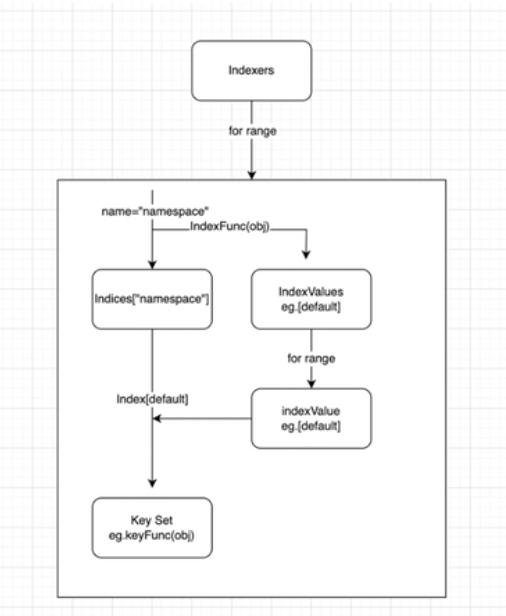 Indexers
for range
name="namespace"
IndexFunc(obj)
Indices["namespace"]
IndexValues
eg.[default]
for range
Index[default]
indexValue
eg.[default]
Key Set
eg.keyFunc(obj)